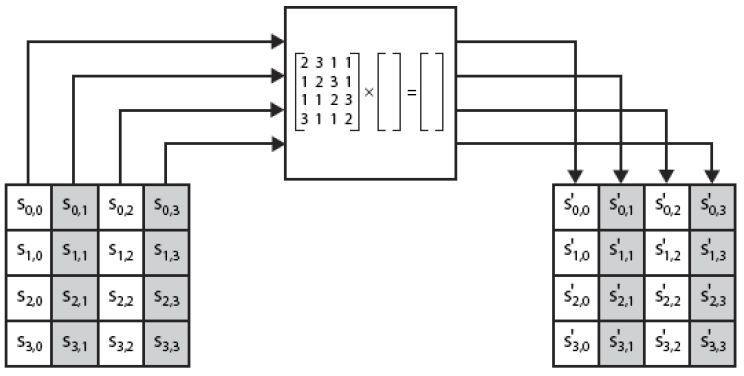 2 3 1 1
1 2 3 1
1 1 2 3
3 1 1 2
× =
S0,0 S0,1 S0,2 S0,3
S1,0 S1,1 S1,2 S1,3
S2,0 S2,1 S2,2 S2,3
S3,0 S3,1 S3,2 S3,3
S'0,0 S'0,1 S'0,2 S'0,3
S'1,0 S'1,1 S'1,2 S'1,3
S'2,0 S'2,1 S'2,2 S'2,3
S'3,0 S'3,1 S'3,2 S'3,3